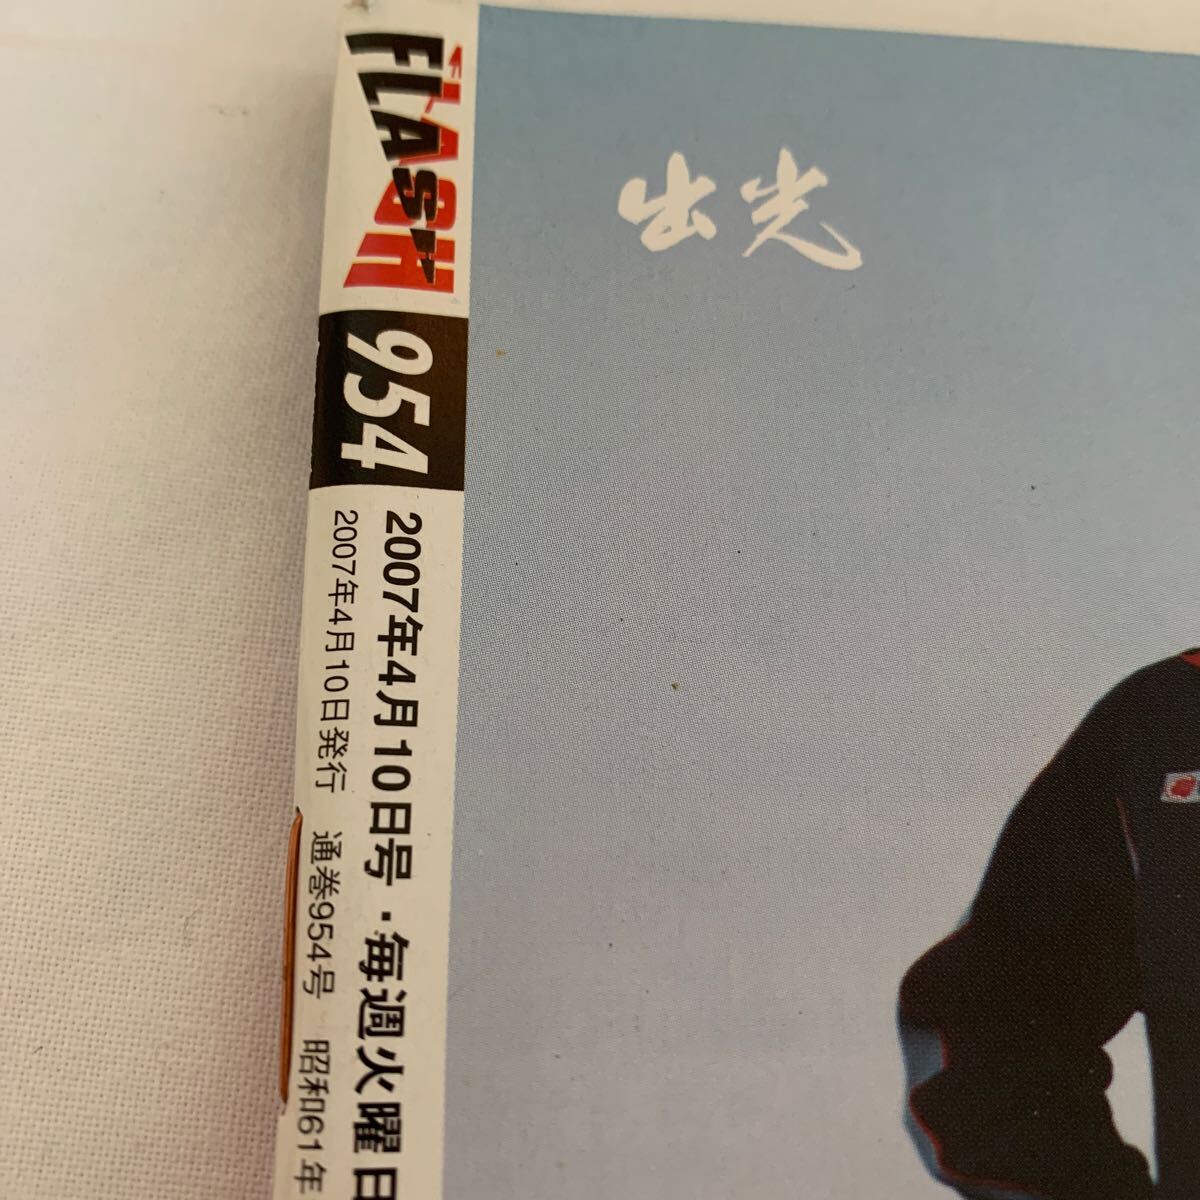 FLASH
954
2007年4月10日号・毎週火曜日
2007年4月10日発行 通巻954号 昭和61年
出光